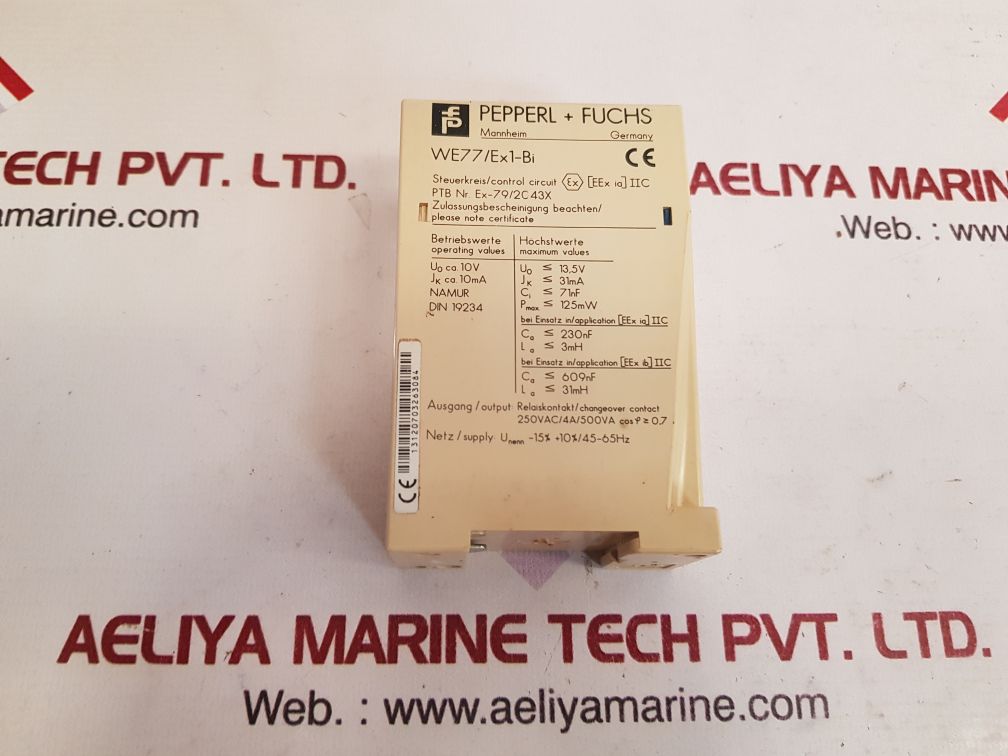 TECH PVT. LTD.
marine.com
AELIYA MARIN
Web. : www
PEPPERL + FUCHS
Mannheim Germany
WE77/Ex1-Bi CE
Steuerkreis/control circuit Ex [EEx ia] IIC
PTB Nr. Ex-79/2C43X
Zulassungsbescheinigung beachten/
please note certificate
Betriebswerte
operating values
U₀ ca. 10V
Jₖ ca. 10mA
NAMUR
DIN 19234
Höchstwerte
maximum values
U₀ ≤ 13,5V
Jₖ ≤ 31mA
Cᵢ ≤ 71nF
Pmax ≤ 125mW
bei Einsatz in/application [EEx ia] IIC
Cₐ ≤ 230nF
Lₐ ≤ 3mH
bei Einsatz in/application [EEx ib] IIC
Cₐ ≤ 609nF
Lₐ ≤ 31mH
Ausgang/output: Relaiskontakt/changeover contact
250VAC/4A/500VA cos φ ≥ 0,7
Netz/supply Unenn -15% +10%/45-65Hz
CE
13120703263084
AELIYA MARINE TECH PVT. LTD.
Web. : www.aeliyamarine.com